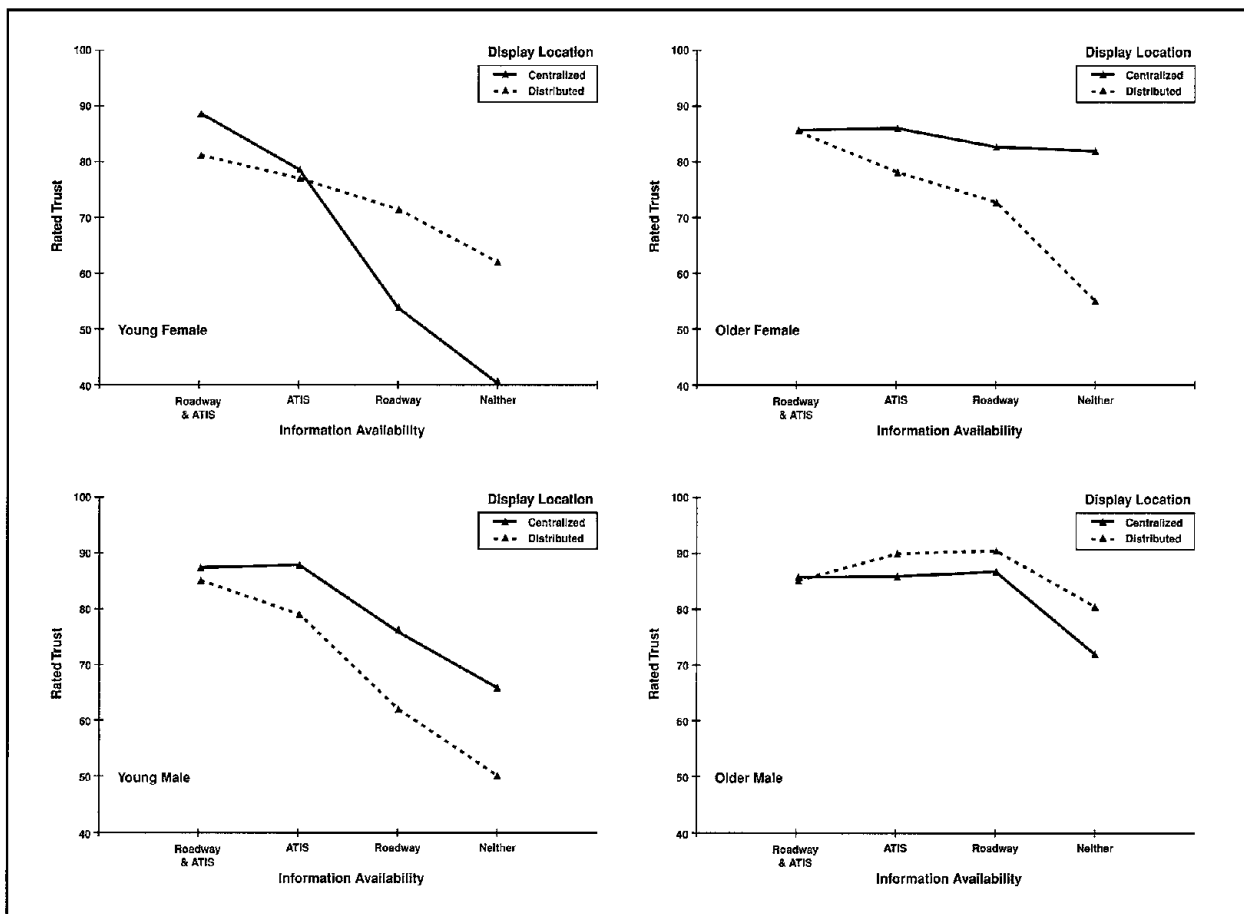 Display Location
Centralized
Distributed
100
90
80
70
60
50
40
Rated Trust
Young Female
Roadway & ATIS
ATIS
Roadway
Neither
Information Availability
Display Location
Centralized
Distributed
100
90
80
70
60
50
40
Rated Trust
Older Female
Roadway & ATIS
ATIS
Roadway
Neither
Information Availability
Display Location
Centralized
Distributed
100
90
80
70
60
50
40
Rated Trust
Young Male
Roadway & ATIS
ATIS
Roadway
Neither
Information Availability
Display Location
Centralized
Distributed
100
90
80
70
60
50
40
Rated Trust
Older Male
Roadway & ATIS
ATIS
Roadway
Neither
Information Availability